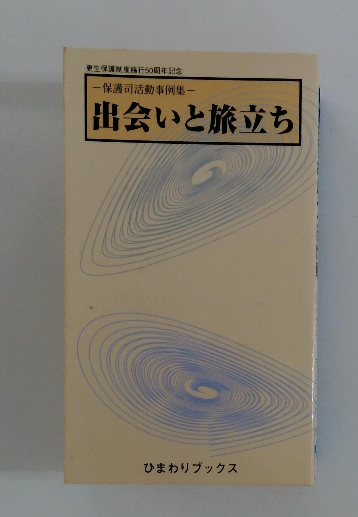 更生保護制度施行50周年記念
－保護司活動事例集－
出会いと旅立ち
ひまわりブックス